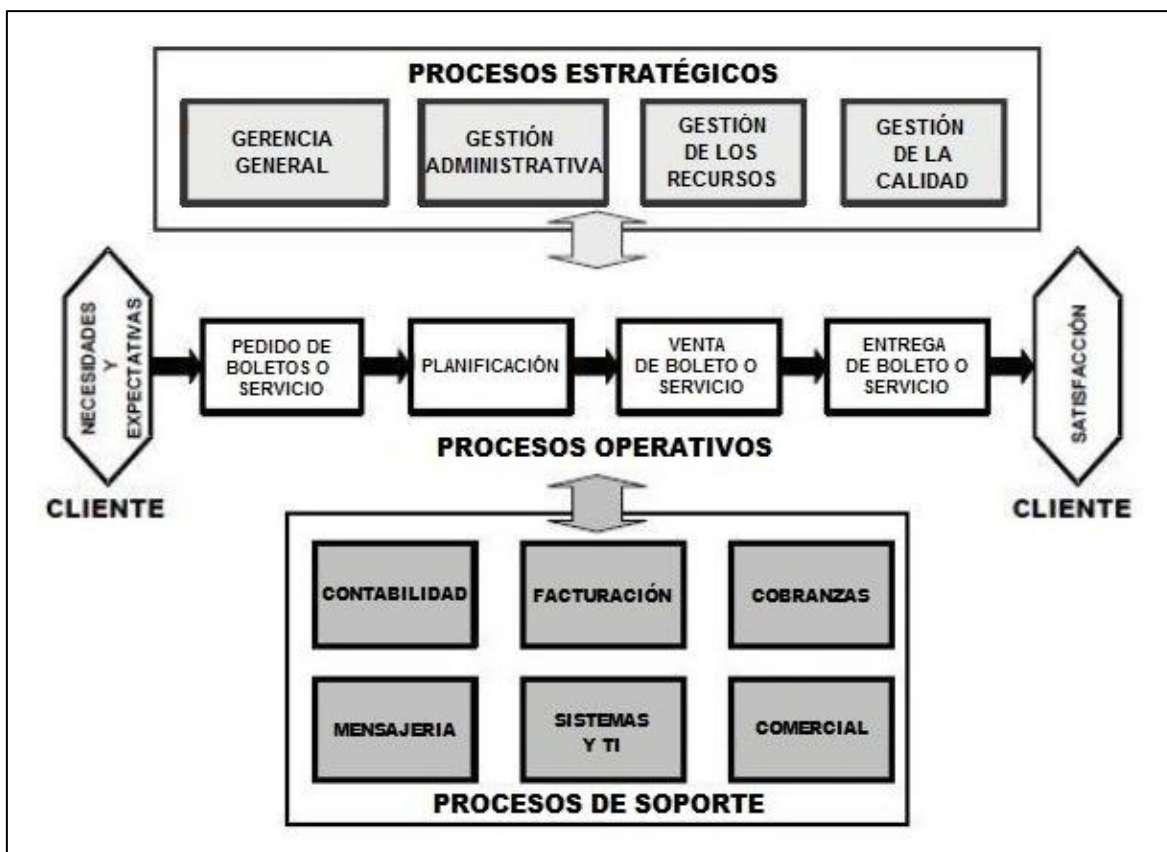 PROCESOS ESTRATÉGICOS
GERENCIA
GENERAL
GESTIÓN
ADMINISTRATIVA
GESTIÓN
DE LOS
RECURSOS
GESTIÓN
DE LA
CALIDAD
NECESIDADES
Y
EXPECTATIVAS
CLIENTE
PEDIDO DE
BOLETOS O
SERVICIO
PLANIFICACIÓN
VENTA
DE BOLETO O
SERVICIO
ENTREGA
DE BOLETO O
SERVICIO
SATISFACCIÓN
CLIENTE
PROCESOS OPERATIVOS
CONTABILIDAD
FACTURACIÓN
COBRANZAS
MENSAJERIA
SISTEMAS
Y TI
COMERCIAL
PROCESOS DE SOPORTE